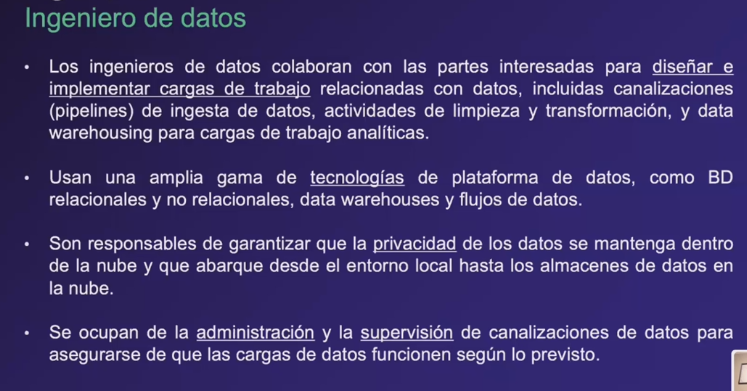 Ingeniero de datos
• Los ingenieros de datos colaboran con las partes interesadas para diseñar e
implementar cargas de trabajo relacionadas con datos, incluidas canalizaciones
(pipelines) de ingesta de datos, actividades de limpieza y transformación, y data
warehousing para cargas de trabajo analíticas.
• Usan una amplia gama de tecnologías de plataforma de datos, como BD
relacionales y no relacionales, data warehouses y flujos de datos.
• Son responsables de garantizar que la privacidad de los datos se mantenga dentro
de la nube y que abarque desde el entorno local hasta los almacenes de datos en
la nube.
• Se ocupan de la administración y la supervisión de canalizaciones de datos para
asegurarse de que las cargas de datos funcionen según lo previsto.